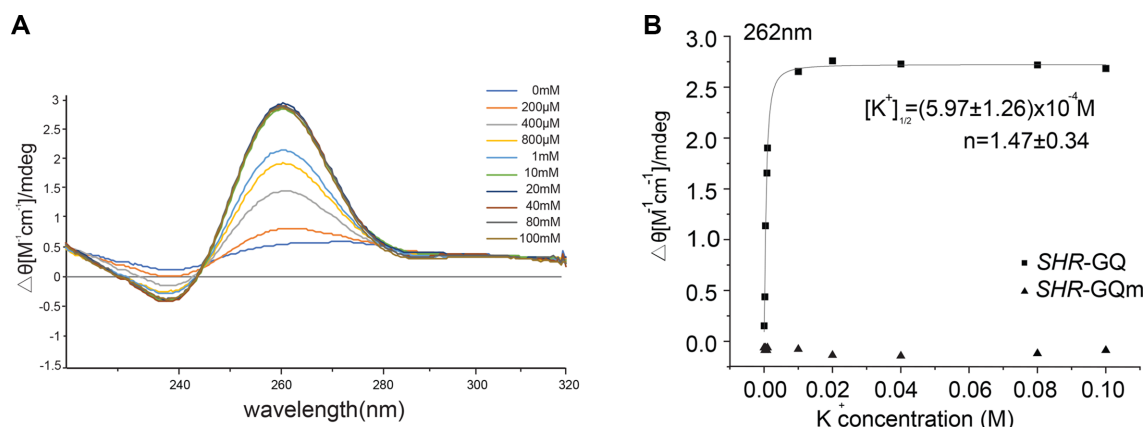 A
△θ[M⁻¹cm⁻¹]/mdeg
3
2.5
2
1.5
1
0.5
0
-0.5
-1
-1.5
240
260
280
300
320
wavelength(nm)
0mM
200μM
400μM
800μM
1mM
10mM
20mM
40mM
80mM
100mM
B
262nm
△θ[M⁻¹cm⁻¹]/mdeg
3.0
2.5
2.0
1.5
1.0
2.5
0.0
[K⁺]₁/₂=(5.97±1.26)x10⁻⁴M
n=1.47±0.34
SHR-GQ
SHR-GQm
0.00
0.02
0.04
0.06
0.08
0.10
K⁺concentration (M)